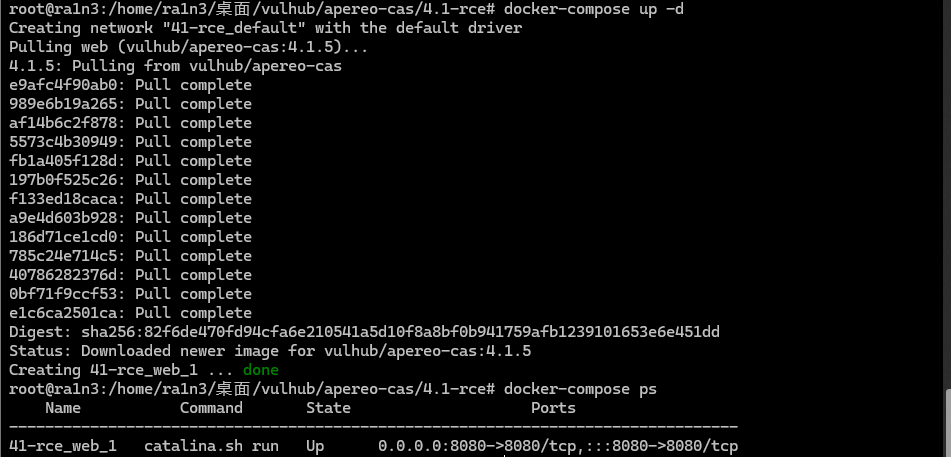 root@ra1n3:/home/ra1n3/桌面/vulhub/apereo-cas/4.1-rce# docker-compose up -d
Creating network "41-rce_default" with the default driver
Pulling web (vulhub/apereo-cas:4.1.5)...
4.1.5: Pulling from vulhub/apereo-cas
e9afc4f90ab0: Pull complete
989e6b19a265: Pull complete
af14b6c2f878: Pull complete
5573c4b30949: Pull complete
fb1a405f128d: Pull complete
197b0f525c26: Pull complete
f133ed18caca: Pull complete
a9e4d603b928: Pull complete
186d71ce1cd0: Pull complete
785c24e714c5: Pull complete
40786282376d: Pull complete
0bf71f9ccf53: Pull complete
e1c6ca2501ca: Pull complete
Digest: sha256:82f6de470fd94cfa6e210541a5d10f8a8bf0b941759afb1239101653e6e451dd
Status: Downloaded newer image for vulhub/apereo-cas:4.1.5
Creating 41-rce_web_1 ... done
root@ra1n3:/home/ra1n3/桌面/vulhub/apereo-cas/4.1-rce# docker-compose ps
    Name           Command       State                     Ports
---------------------------------------------------------------------------------
41-rce_web_1   catalina.sh run   Up      0.0.0.0:8080->8080/tcp,:::8080->8080/tcp